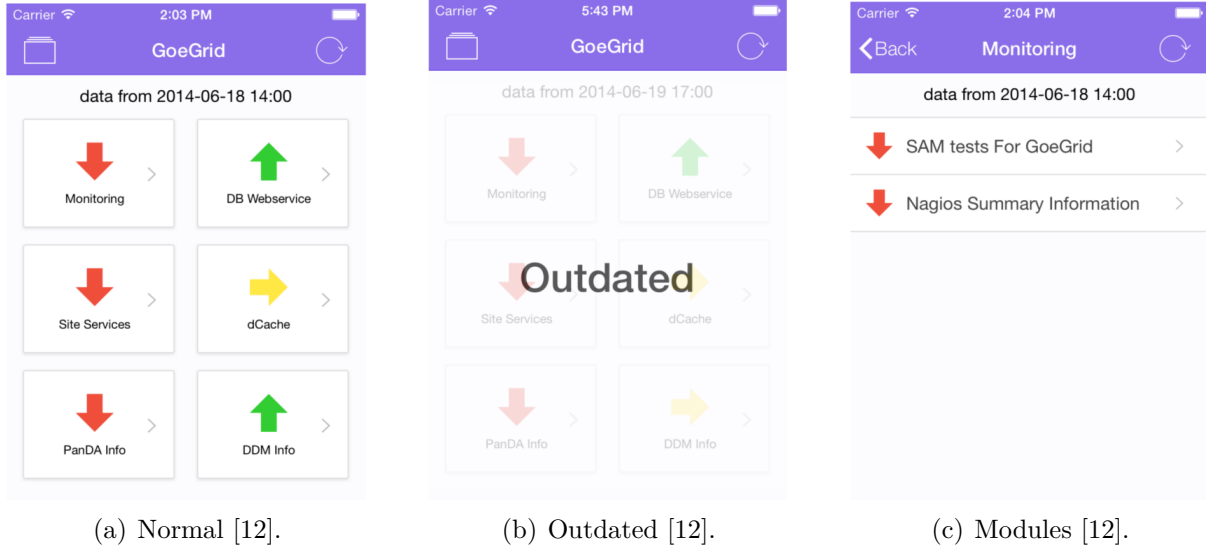 Carrier 2:03 PM
GoeGrid
data from 2014-06-18 14:00
Monitoring DB Webservice
Site Services dCache
PanDA Info DDM Info
(a) Normal [12].
Carrier 5:43 PM
GoeGrid
data from 2014-06-19 17:00
Monitoring DB Webservice
Outdated
Site Services dCache
PanDA Info DDM Info
(b) Outdated [12].
Carrier 2:04 PM
Back Monitoring
data from 2014-06-18 14:00
SAM tests For GoeGrid
Nagios Summary Information
(c) Modules [12].